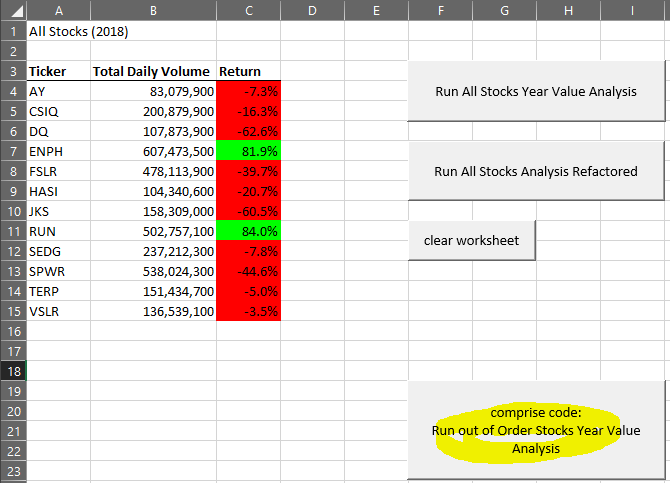 A B C D E F G H I
1 All Stocks (2018)
2
3 Ticker Total Daily Volume Return
4 AY 83,079,900 -7.3% Run All Stocks Year Value Analysis
5 CSIQ 200,879,900 -16.3%
6 DQ 107,873,900 -62.6%
7 ENPH 607,473,500 81.9%
8 FSLR 478,113,900 -39.7% Run All Stocks Analysis Refactored
9 HASI 104,340,600 -20.7%
10 JKS 158,309,000 -60.5%
11 RUN 502,757,100 84.0% clear worksheet
12 SEDG 237,212,300 -7.8%
13 SPWR 538,024,300 -44.6%
14 TERP 151,434,700 -5.0%
15 VSLR 136,539,100 -3.5%
16
17
18
19
20 comprise code:
21 Run out of Order Stocks Year Value
22 Analysis
23